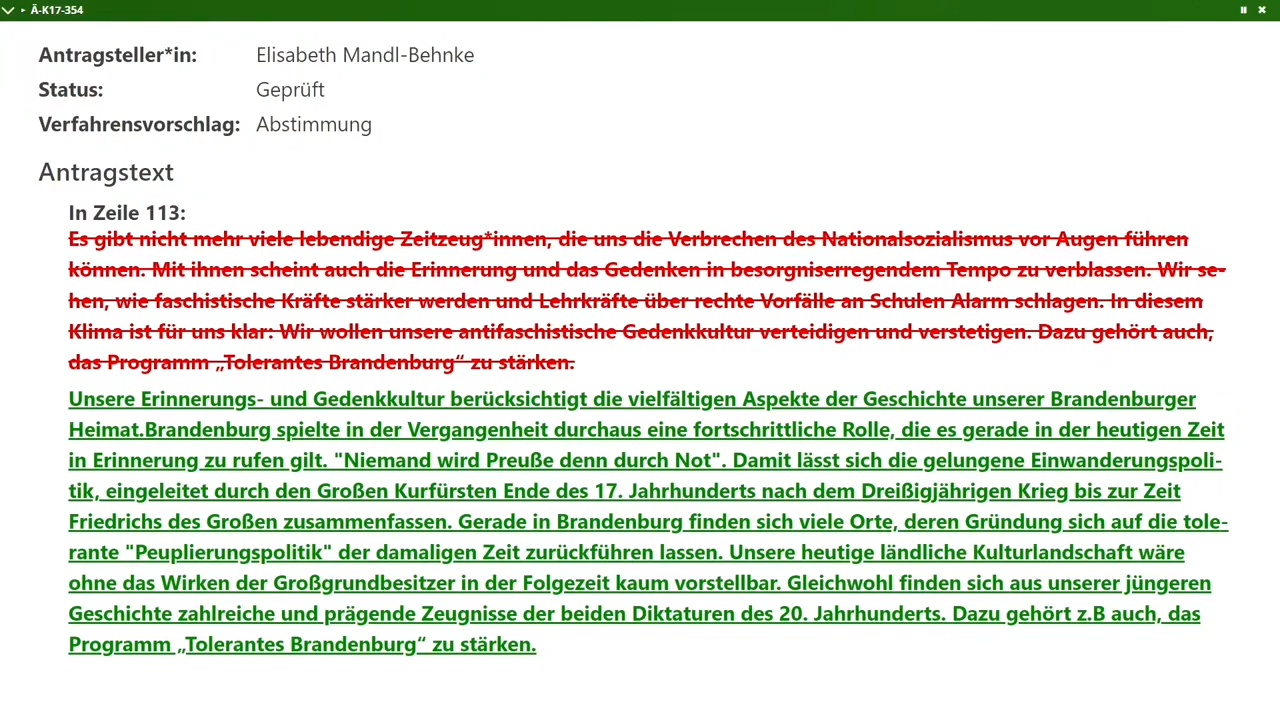 Ä-K17-354
Antragsteller*in: Elisabeth Mandl-Behnke
Status: Geprüft
Verfahrensvorschlag: Abstimmung
Antragstext
In Zeile 113:
Es gibt nicht mehr viele lebendige Zeitzeug*innen, die uns die Verbrechen des Nationalsozialismus vor Augen führen
können. Mit ihnen scheint auch die Erinnerung und das Gedenken in besorgniserregendem Tempo zu verblassen. Wir se-
hen, wie faschistische Kräfte stärker werden und Lehrkräfte über rechte Vorfälle an Schulen Alarm schlagen. In diesem
Klima ist für uns klar: Wir wollen unsere antifaschistische Gedenkkultur verteidigen und verstetigen. Dazu gehört auch,
das Programm „Tolerantes Brandenburg“ zu stärken.
Unsere Erinnerungs- und Gedenkkultur berücksichtigt die vielfältigen Aspekte der Geschichte unserer Brandenburger
Heimat.Brandenburg spielte in der Vergangenheit durchaus eine fortschrittliche Rolle, die es gerade in der heutigen Zeit
in Erinnerung zu rufen gilt. "Niemand wird Preuße denn durch Not". Damit lässt sich die gelungene Einwanderungspoli-
tik, eingeleitet durch den Großen Kurfürsten Ende des 17. Jahrhunderts nach dem Dreißigjährigen Krieg bis zur Zeit
Friedrichs des Großen zusammenfassen. Gerade in Brandenburg finden sich viele Orte, deren Gründung sich auf die tole-
rante "Peuplierungspolitik" der damaligen Zeit zurückführen lassen. Unsere heutige ländliche Kulturlandschaft wäre
ohne das Wirken der Großgrundbesitzer in der Folgezeit kaum vorstellbar. Gleichwohl finden sich aus unserer jüngeren
Geschichte zahlreiche und prägende Zeugnisse der beiden Diktaturen des 20. Jahrhunderts. Dazu gehört z.B auch, das
Programm „Tolerantes Brandenburg“ zu stärken.